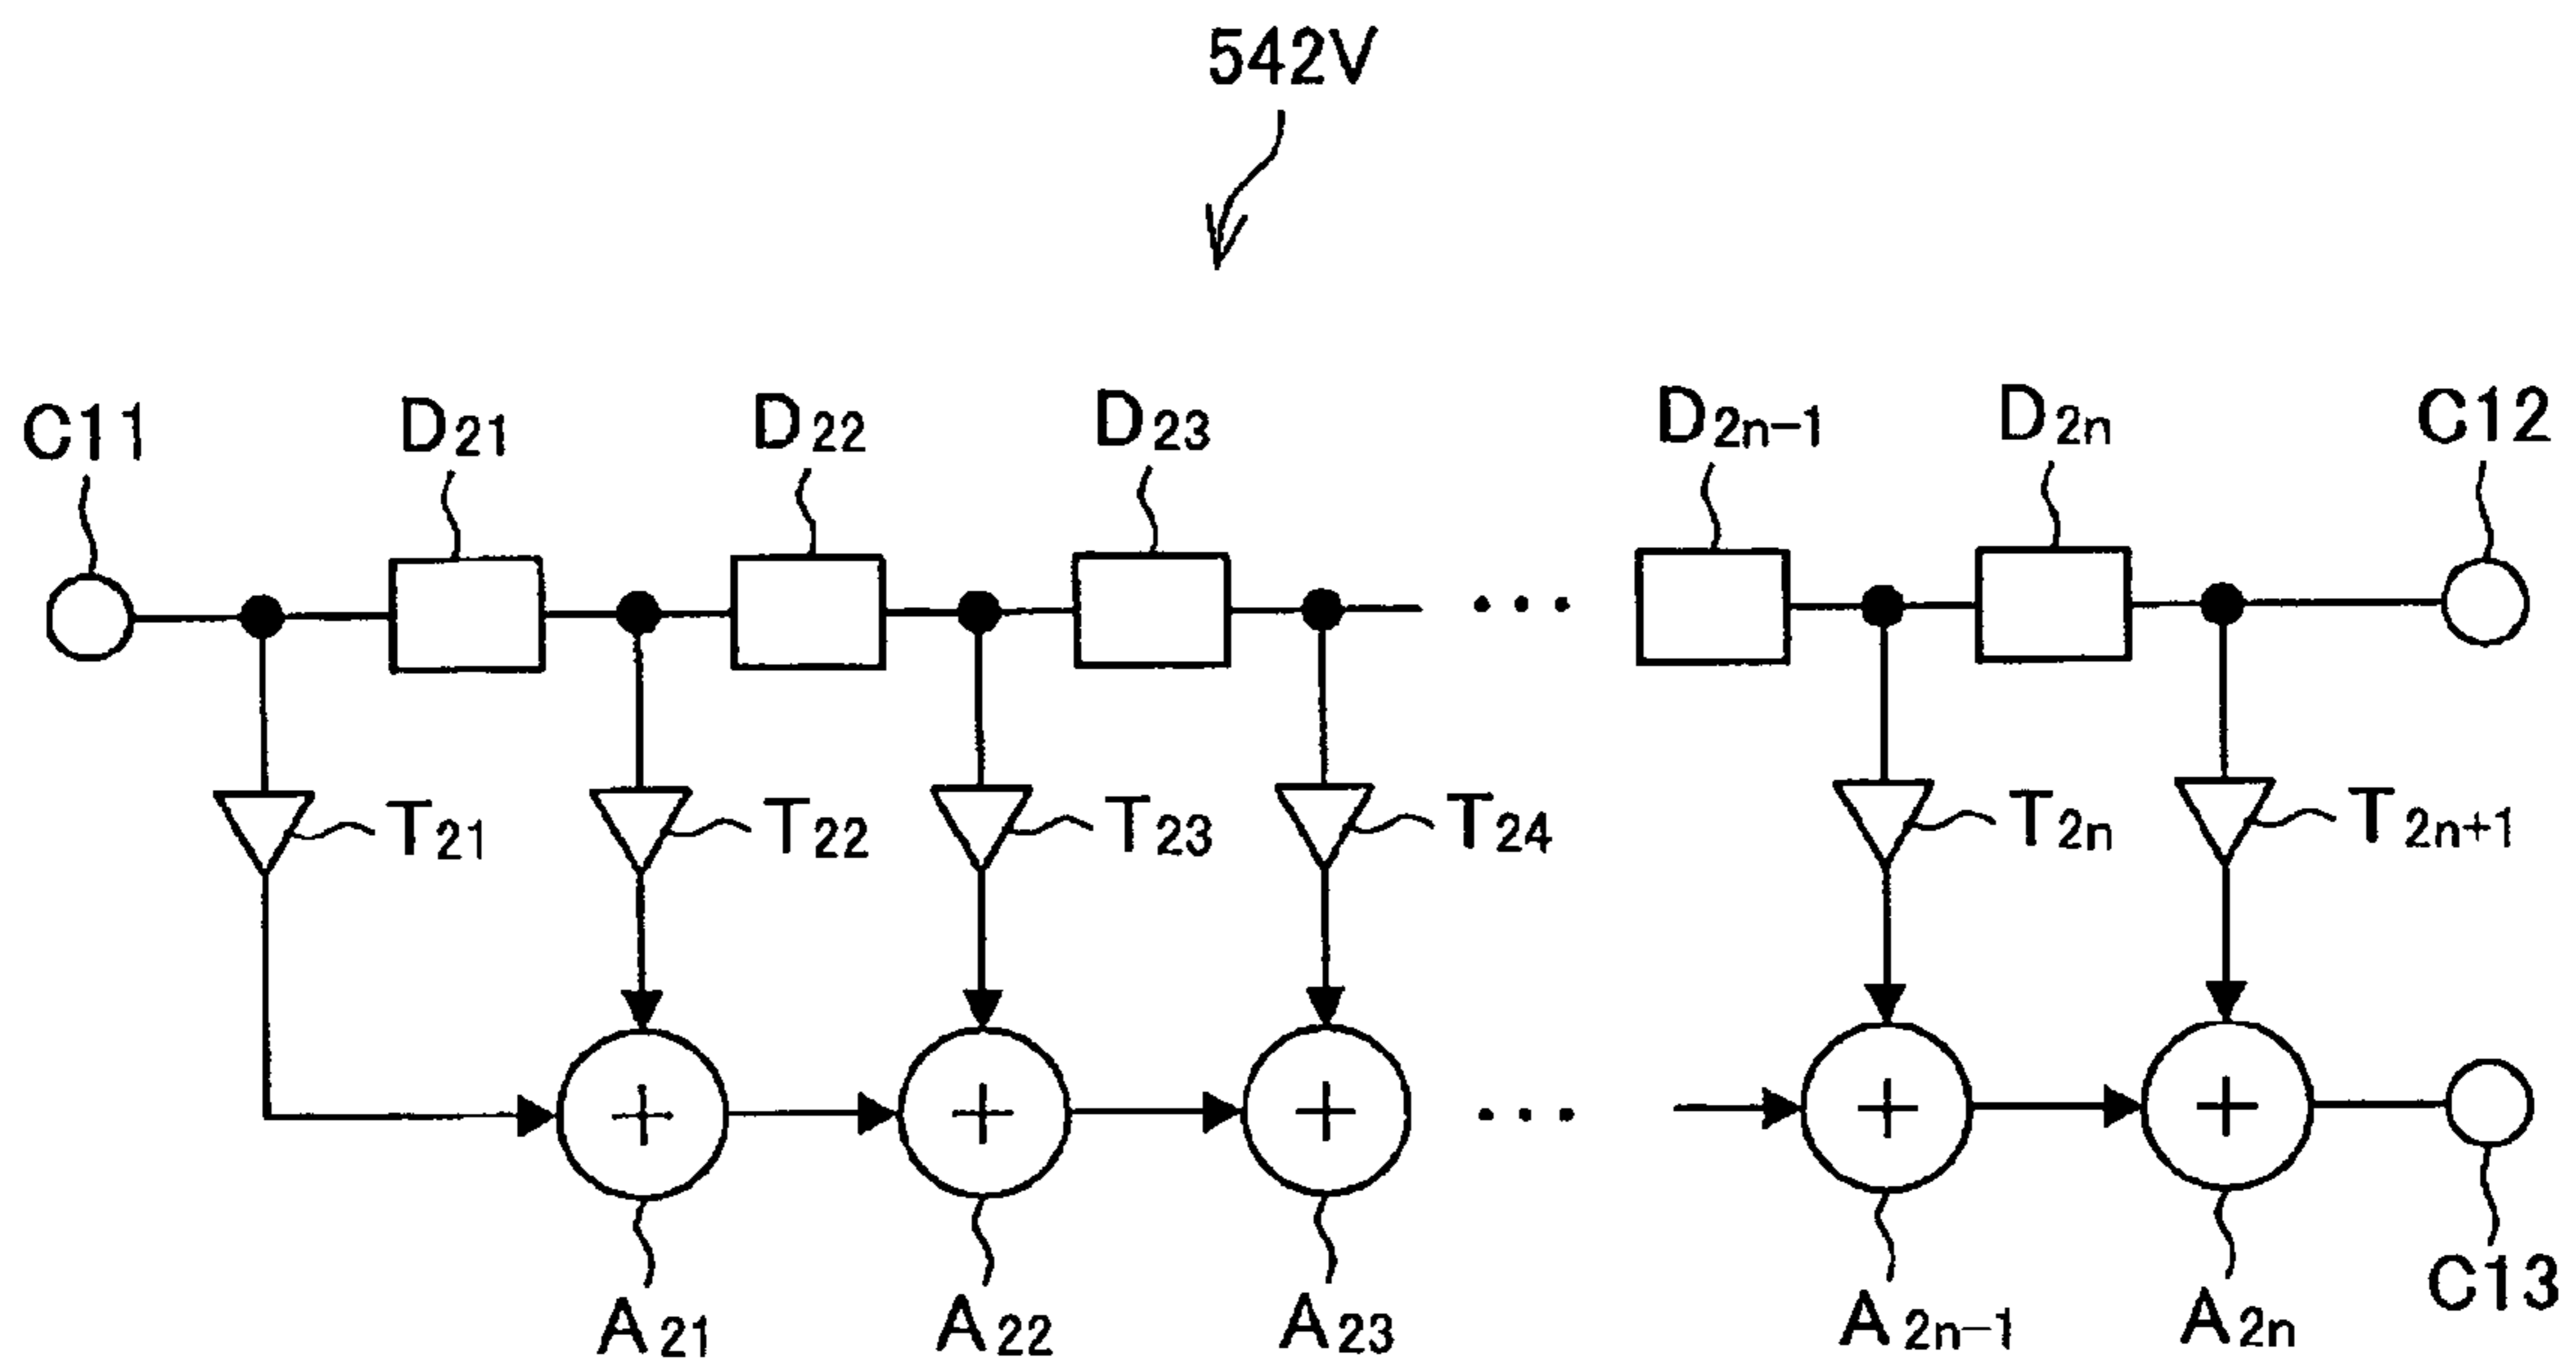 542V
C11 D21 D22 D23 D2n-1 D2n C12
... 
T21 T22 T23 T24 T2n T2n+1
+ + + ... + +
A21 A22 A23 A2n-1 A2n C13